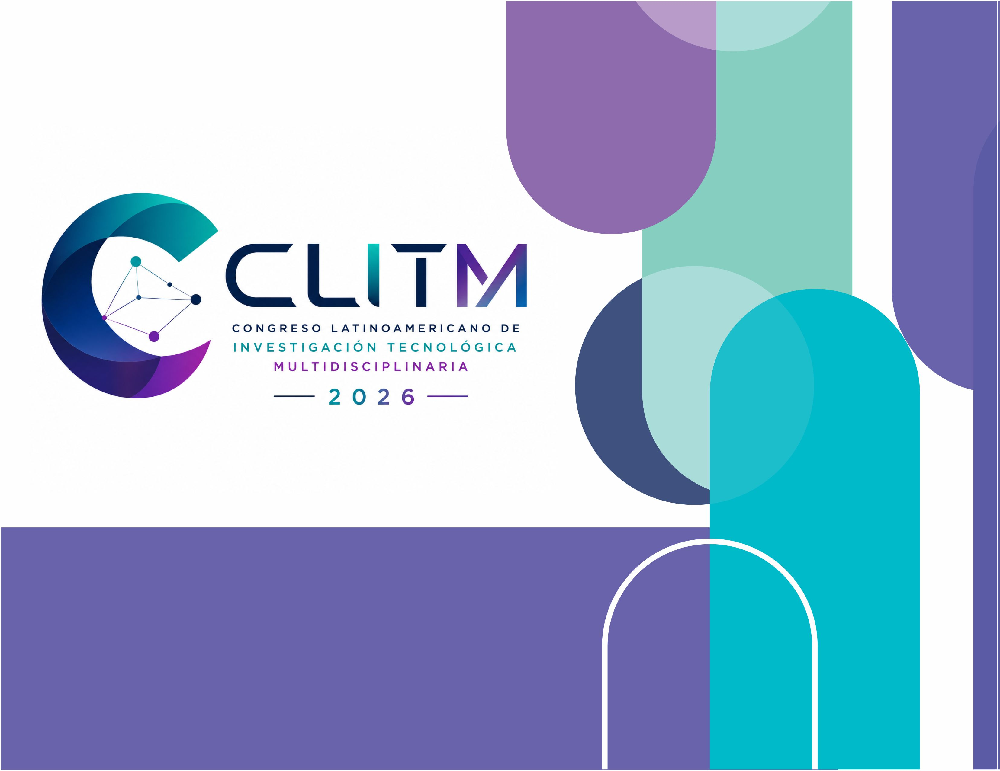 CLITM
CONGRESO LATINOAMERICANO DE
INVESTIGACIÓN TECNOLÓGICA
MULTIDISCIPLINARIA
2026